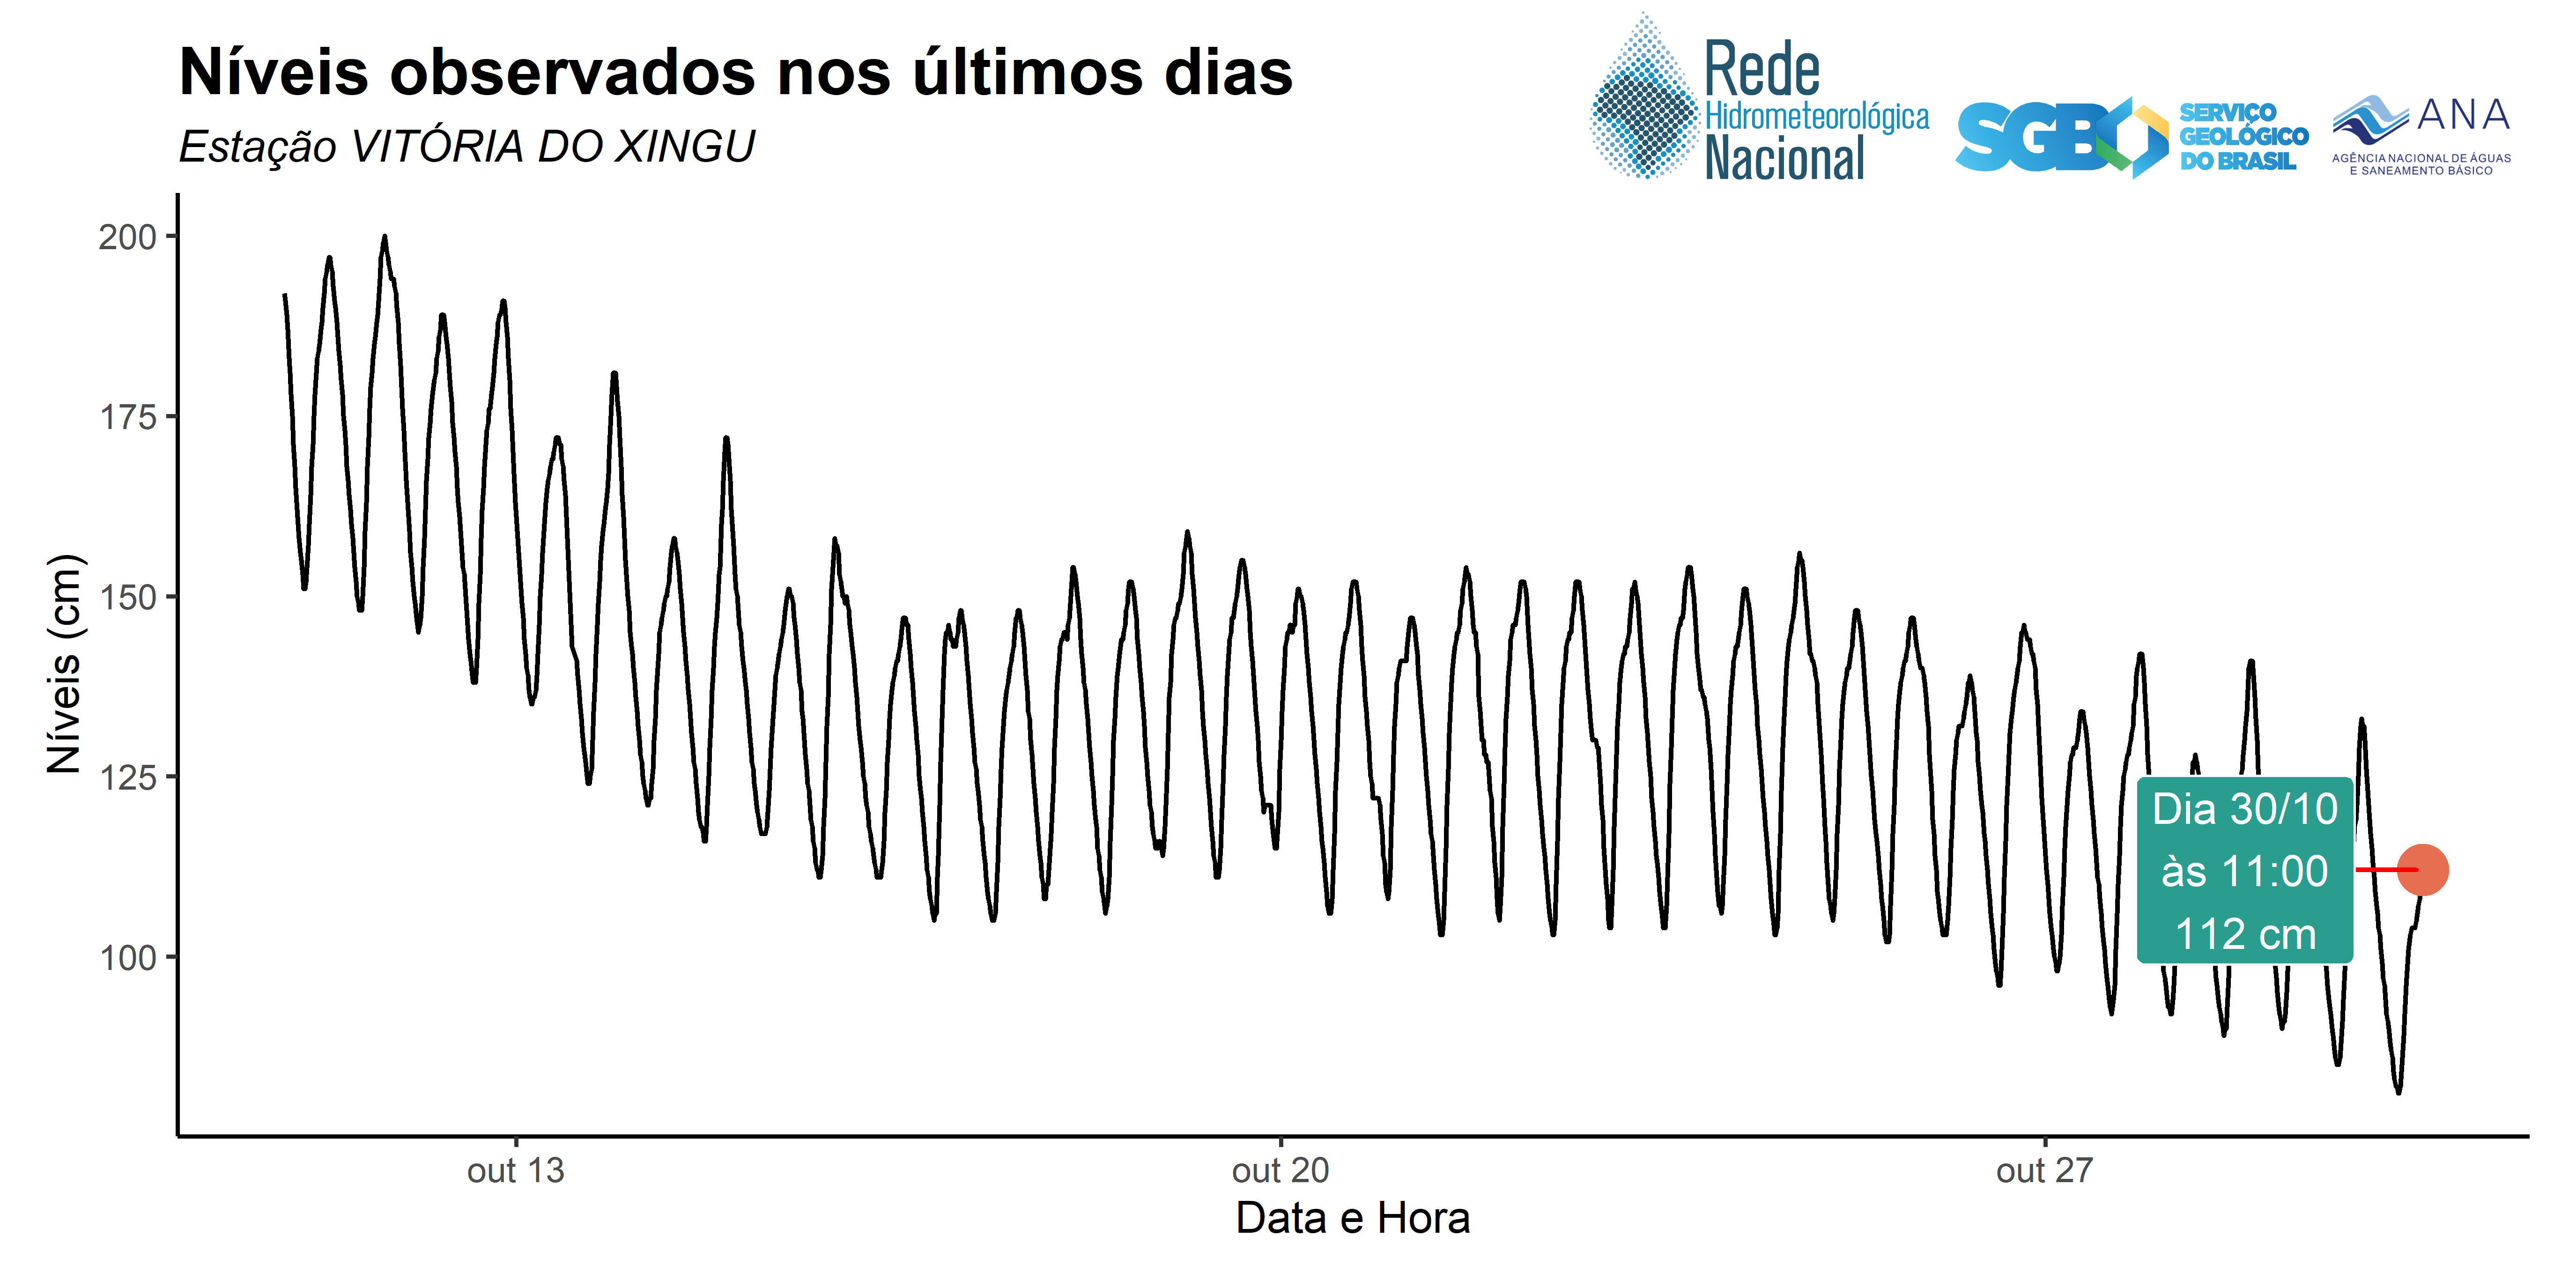 Níveis observados nos últimos dias
Estação VITÓRIA DO XINGU
Rede
Hidrometeorológica
Nacional
SGB
SERVIÇO
GEOLÓGICO
DO BRASIL
ANA
AGÊNCIA NACIONAL DE ÁGUAS
E SANEAMENTO BÁSICO
Níveis (cm)
200
175
150
125
100
Dia 30/10
às 11:00
112 cm
out 13
out 20
out 27
Data e Hora